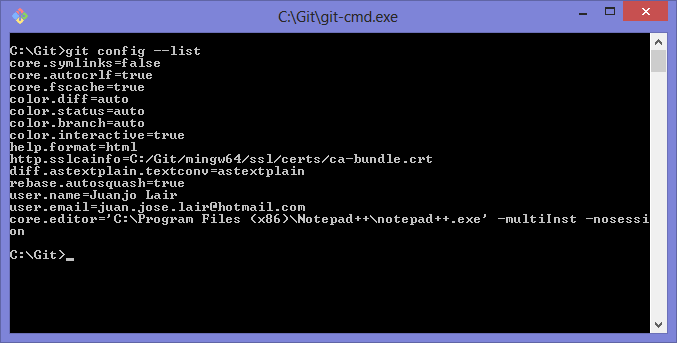 C:\Git\git-cmd.exe
C:\Git>git config --list
core.symlinks=false
core.autocrlf=true
core.fscache=true
color.diff=auto
color.status=auto
color.branch=auto
color.interactive=true
help.format=html
http.sslcainfo=C:/Git/mingw64/ssl/certs/ca-bundle.crt
diff.astextplain.textconv=astextplain
rebase.autosquash=true
user.name=Juanjo Lair
user.email=juan.jose.lair@hotmail.com
core.editor='C:\Program Files (x86)\Notepad++\notepad++.exe' -multiInst -nosessi
on
C:\Git>_